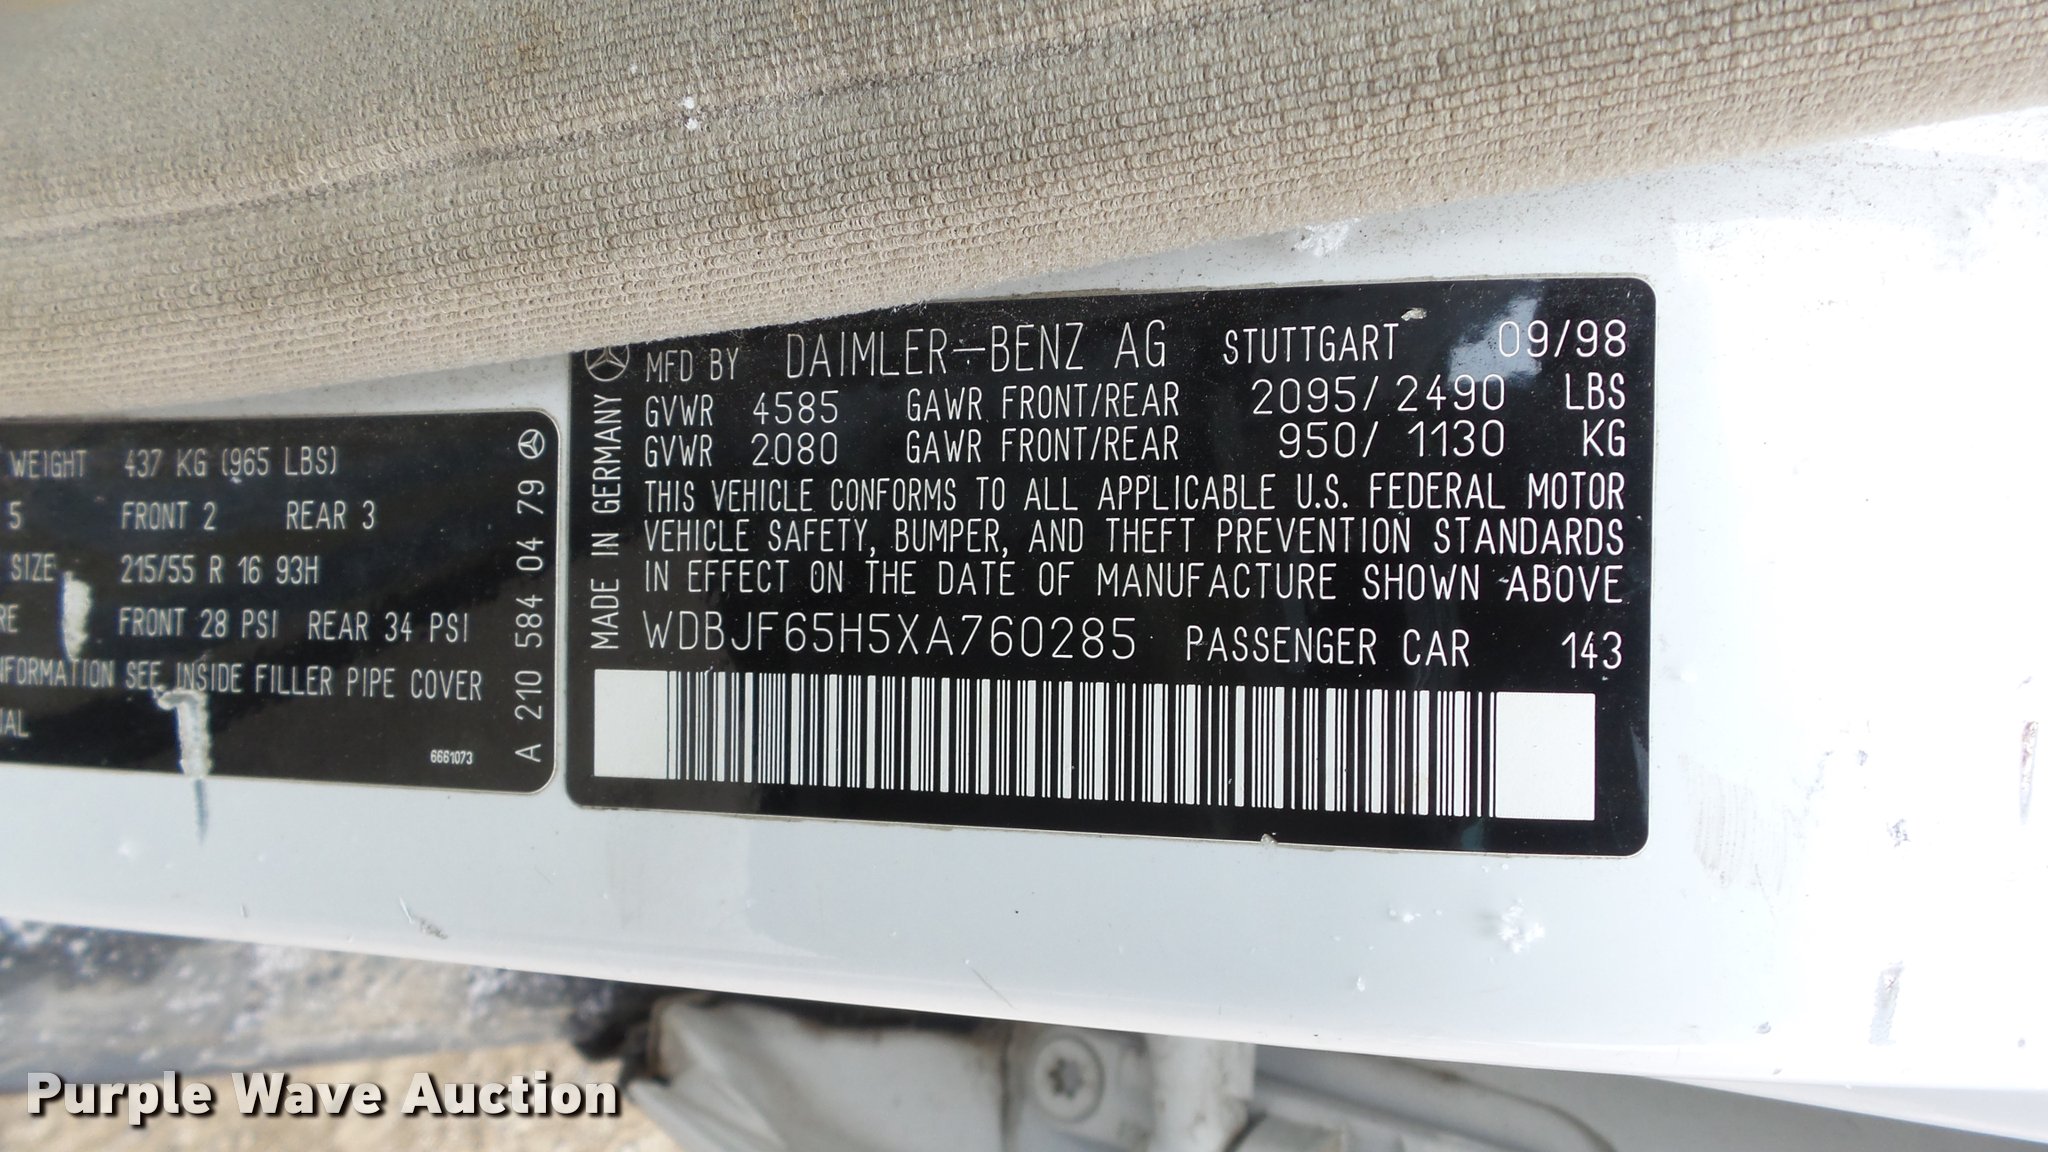 MFD BY DAIMLER-BENZ AG STUTTGART 09/98
GVWR 4585 GAWR FRONT/REAR 2095/ 2490 LBS
GVWR 2080 GAWR FRONT/REAR 950/ 1130 KG
THIS VEHICLE CONFORMS TO ALL APPLICABLE U.S. FEDERAL MOTOR
VEHICLE SAFETY, BUMPER, AND THEFT PREVENTION STANDARDS
IN EFFECT ON THE DATE OF MANUFACTURE SHOWN ABOVE
WDBJF65H5XA760285 PASSENGER CAR 143
MADE IN GERMANY
WEIGHT 437 KG (965 LBS)
5 FRONT 2 REAR 3
SIZE 215/55 R 16 93H
FRONT 28 PSI REAR 34 PSI
SEE INSIDE FILLER PIPE COVER
6661073
A 210 584 04 79
Purple Wave Auction